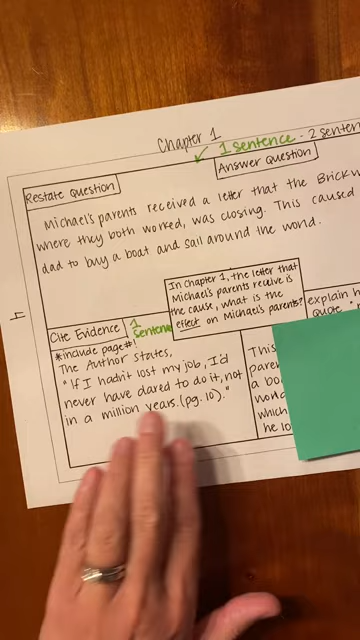 Chapter 1
1 sentence - 2 senten
Restate Question
Answer Question
Michael's parents received a letter that the Brickw
where they both worked, was closing. This caused
dad to buy a boat and sail around the world.
In chapter 1, the letter that
Michael's parents receive is
the cause, what is the
effect on Michael's parents?
Cite Evidence
1
sentence
*include page#!
The Author states,
"If I hadn't lost my job, I'd
never have dared to do it, not
in a million years. (pg. 10)."
explain h
quote
This
paren
a boa
world
which
he lo
4